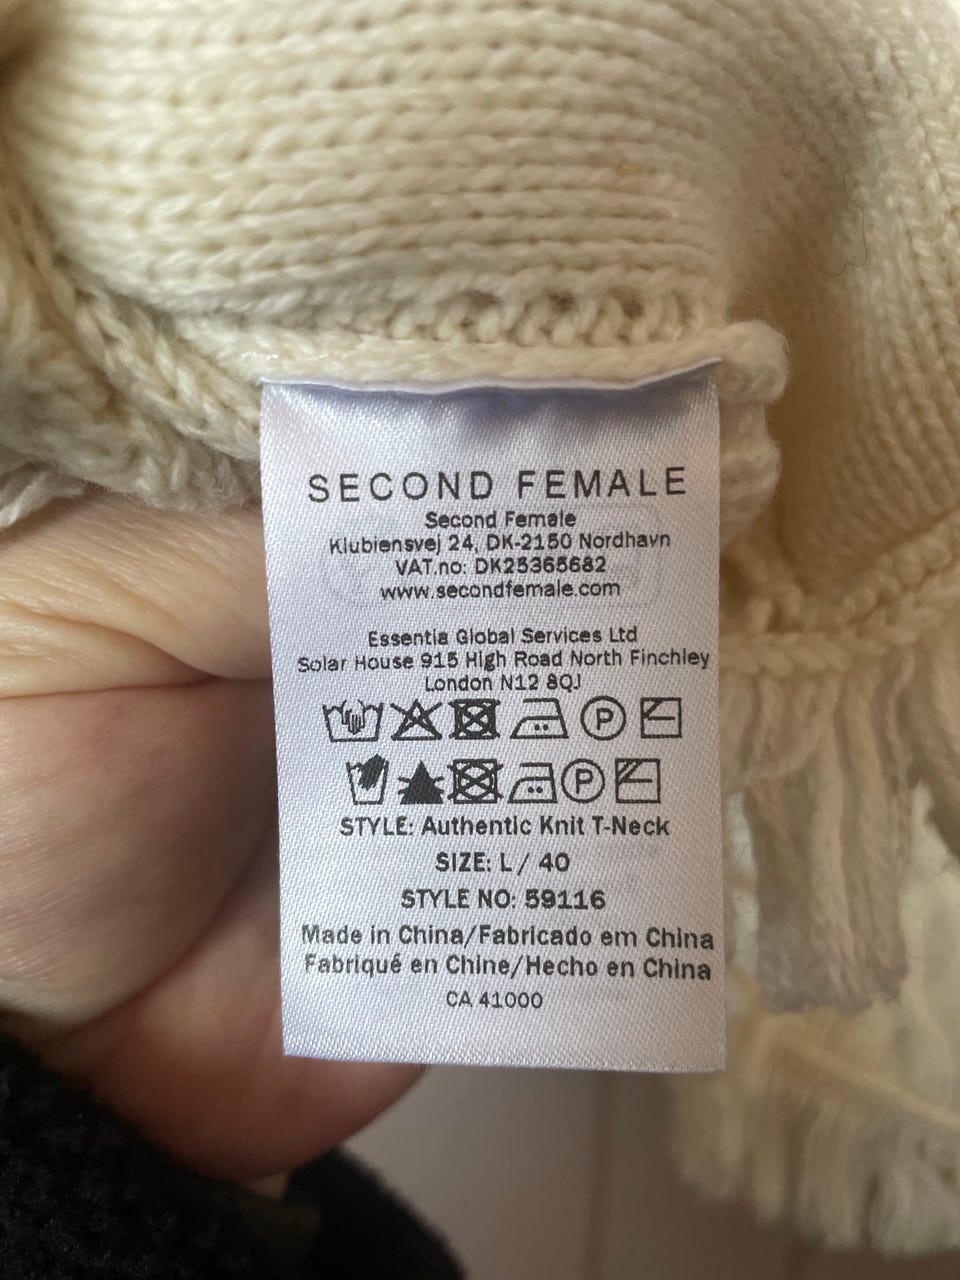 SECOND FEMALE
Second Female
Klubiensvej 24, DK-2150 Nordhavn
VAT.no: DK25365682
www.secondfemale.com
Essentia Global Services Ltd
Solar House 915 High Road North Finchley
London N12 8QJ
P
P
STYLE: Authentic Knit T-Neck
SIZE: L / 40
STYLE NO: 59116
Made in China/Fabricado em China
Fabriqué en Chine/Hecho en China
CA 41000